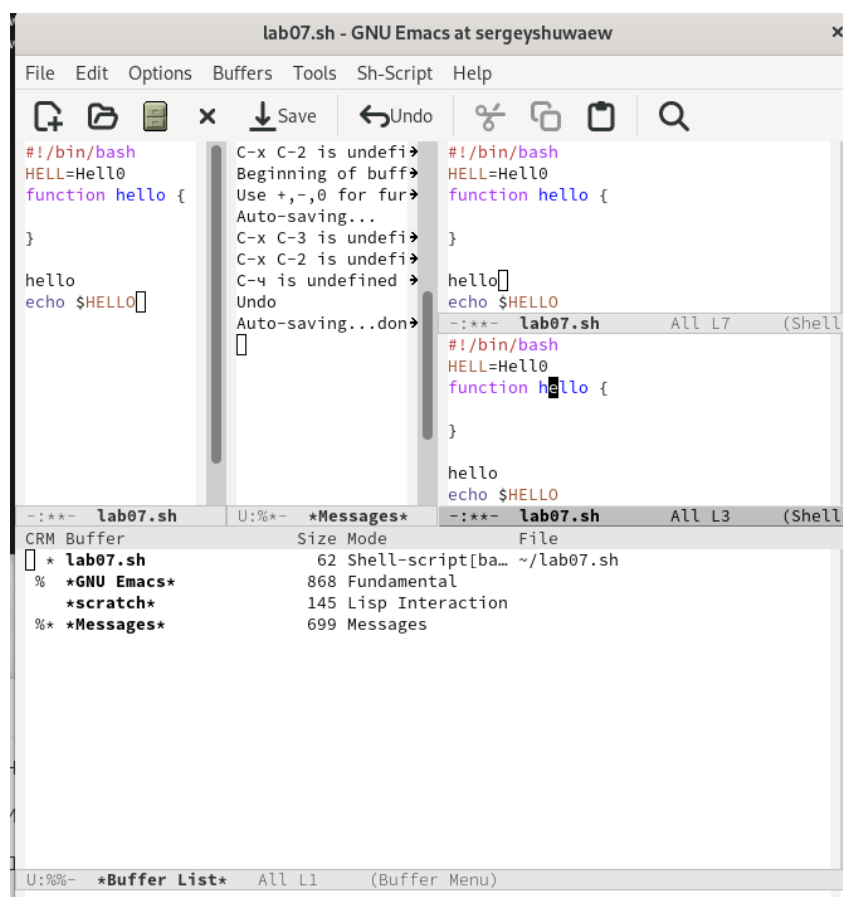 lab07.sh - GNU Emacs at sergeyshuwaew
File Edit Options Buffers Tools Sh-Script Help
Save Undo
#!/bin/bash
HELL=Hell0
function hello {
}
hello
echo $HELLO
-:**- lab07.sh
C-x C-2 is undefi
Beginning of buff
Use +,-,0 for fur
Auto-saving...
C-x C-3 is undefi
C-x C-2 is undefi
C-ч is undefined
Undo
Auto-saving...don
U:%*- *Messages*
#!/bin/bash
HELL=Hell0
function hello {
}
hello
echo $HELLO
-:**- lab07.sh All L7 (Shell
#!/bin/bash
HELL=Hell0
function hello {
}
hello
echo $HELLO
-:**- lab07.sh All L3 (Shell
CRM Buffer Size Mode File
* lab07.sh 62 Shell-scri​pt[ba… ~/lab07.sh
% *GNU Emacs* 868 Fundamental
*scratch* 145 Lisp Interaction
%* *Messages* 699 Messages
U:%%- *Buffer List* All L1 (Buffer Menu)